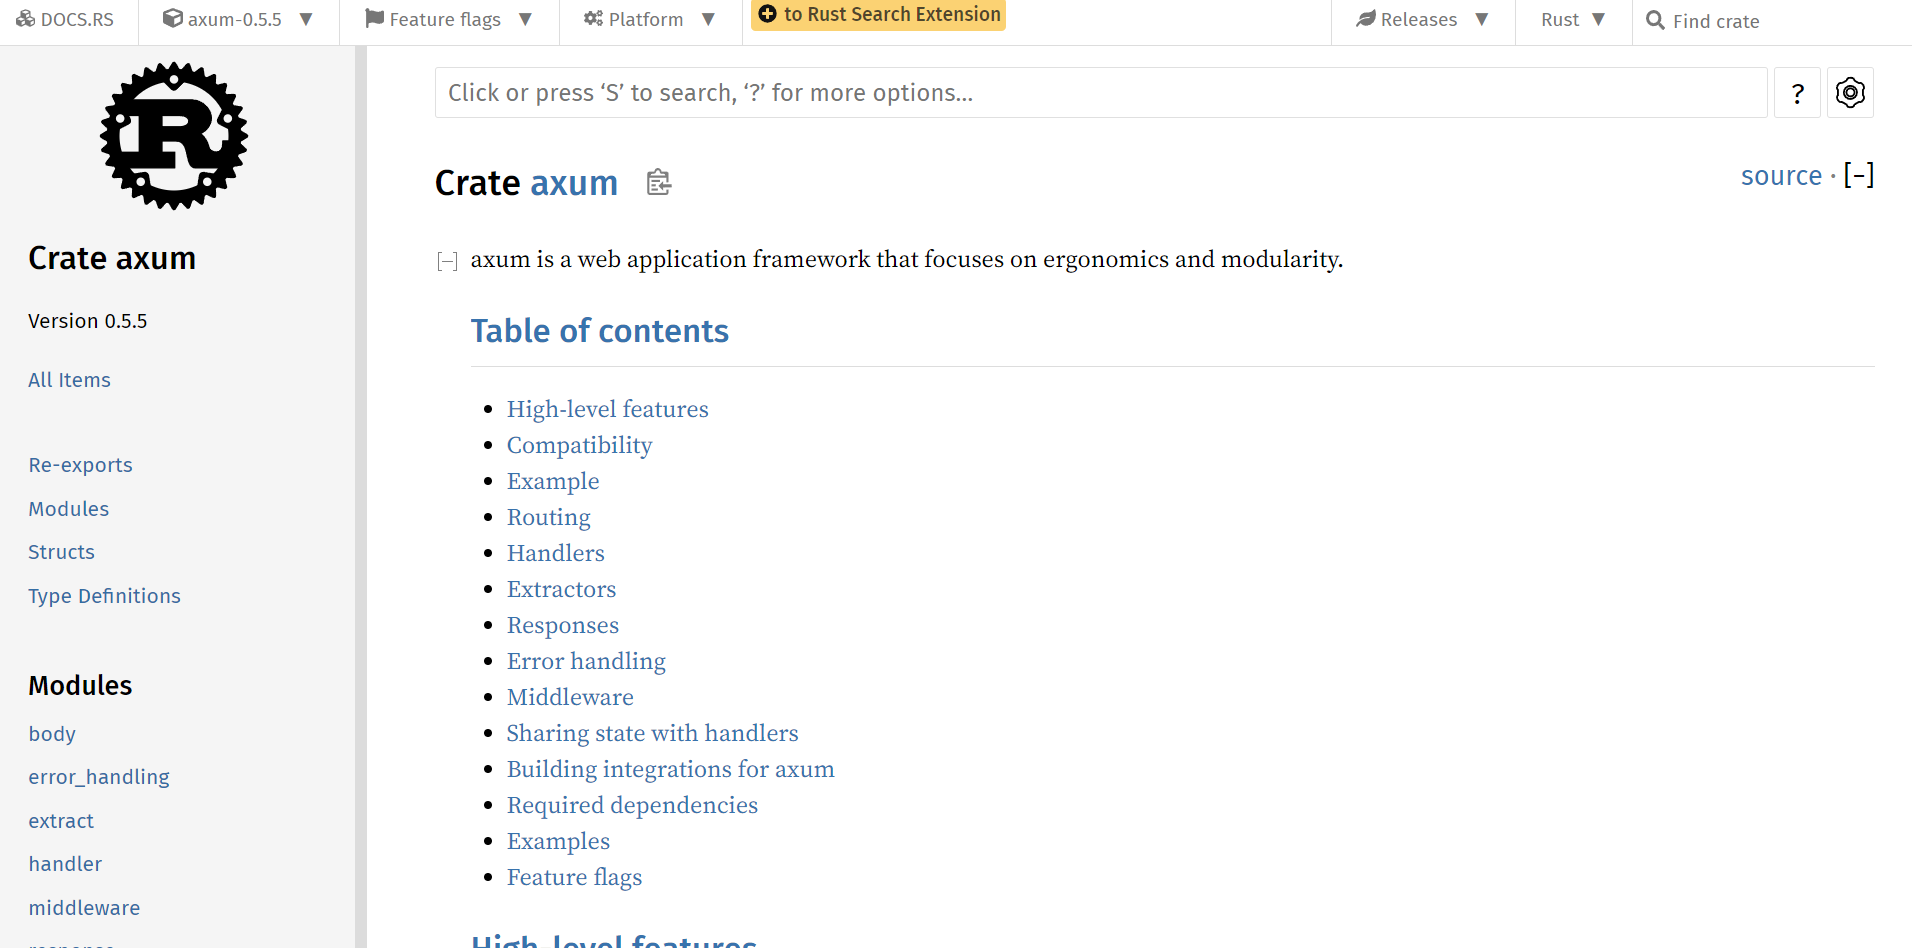 DOCS.RS axum-0.5.5 ▼ Feature flags ▼ Platform ▼ to Rust Search Extension Releases ▼ Rust ▼ Find crate
Click or press ‘S’ to search, ‘?’ for more options… ?
Crate axum source · [-]
[-] axum is a web application framework that focuses on ergonomics and modularity.
Table of contents
• High-level features
• Compatibility
• Example
• Routing
• Handlers
• Extractors
• Responses
• Error handling
• Middleware
• Sharing state with handlers
• Building integrations for axum
• Required dependencies
• Examples
• Feature flags
High-level features
R
Crate axum
Version 0.5.5
All Items
Re-exports
Modules
Structs
Type Definitions
Modules
body
error_handling
extract
handler
middleware
response